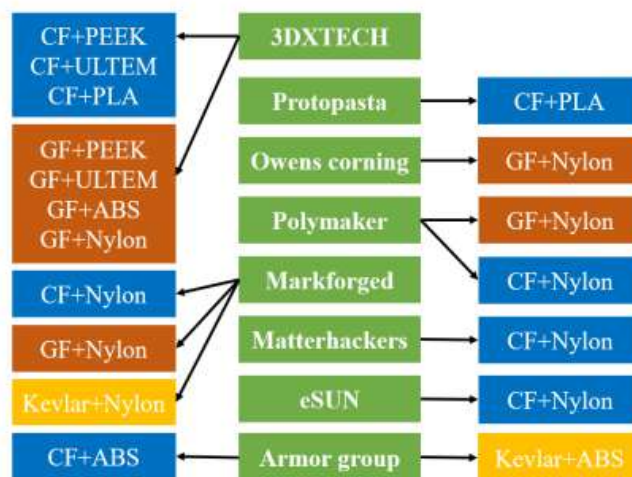 CF+PEEK
CF+ULTEM
CF+PLA
GF+PEEK
GF+ULTEM
GF+ABS
GF+Nylon
CF+Nylon
GF+Nylon
Kevlar+Nylon
CF+ABS
3DXTECH
Protopasta
Owens corning
Polymaker
Markforged
Matterhackers
eSUN
Armor group
CF+PLA
GF+Nylon
GF+Nylon
CF+Nylon
CF+Nylon
CF+Nylon
Kevlar+ABS